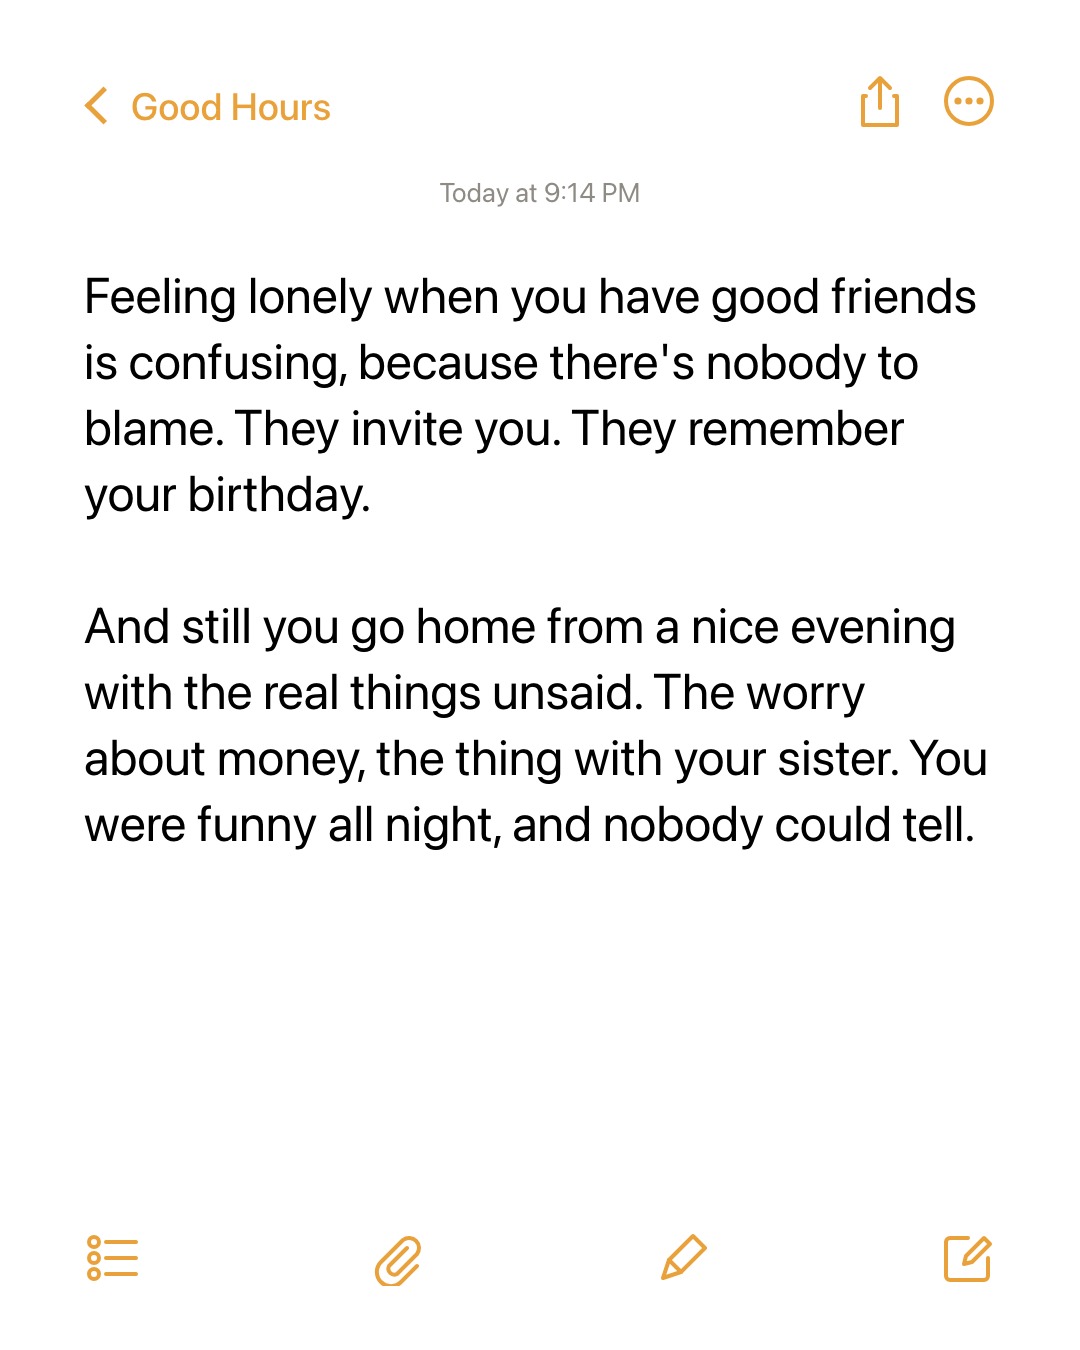 Good Hours
Today at 9:14 PM
Feeling lonely when you have good friends
is confusing, because there's nobody to
blame. They invite you. They remember
your birthday.
And still you go home from a nice evening
with the real things unsaid. The worry
about money, the thing with your sister. You
were funny all night, and nobody could tell.